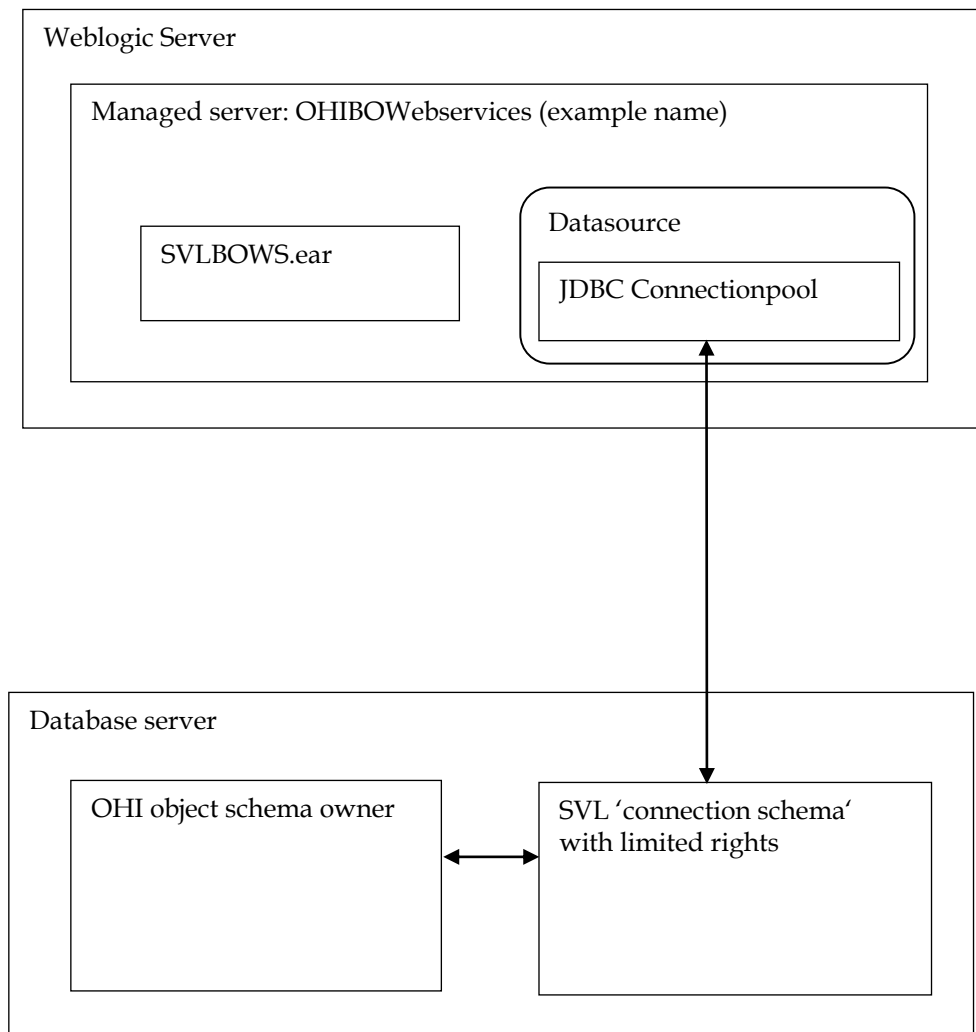 Weblogic Server
Managed server: OHIBOWebservices (example name)
SVLBOWS.ear
Datasource
JDBC Connectionpool
Database server
OHI object schema owner
SVL ‘connection schema‘
with limited rights